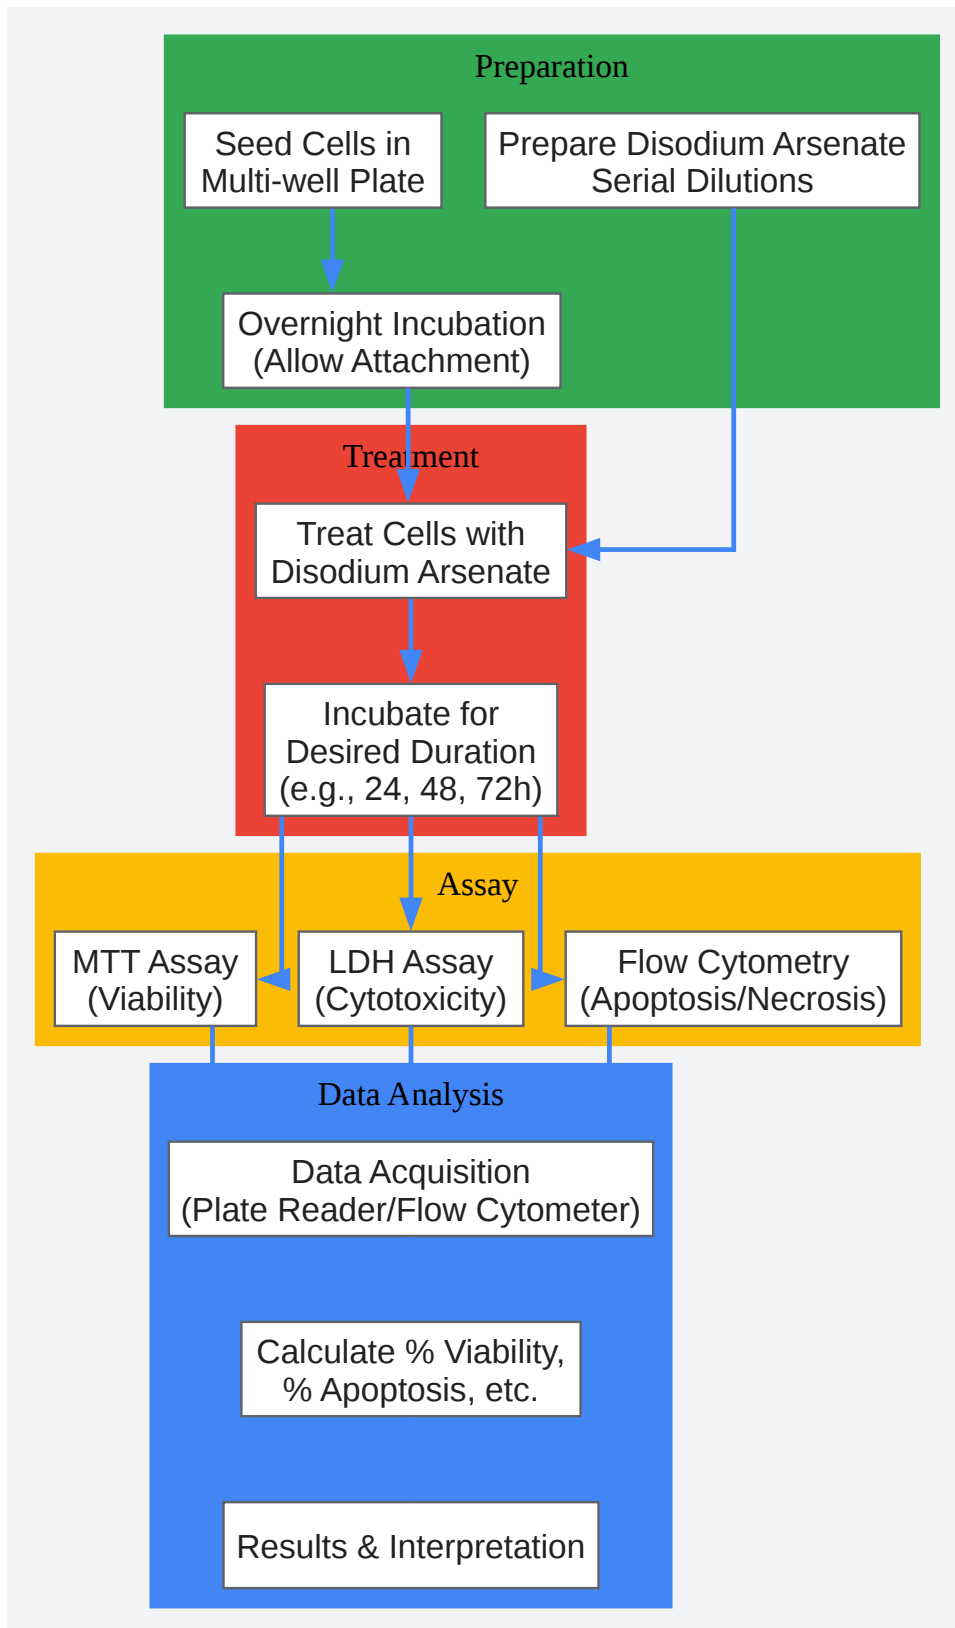 Preparation
Seed Cells in
Multi-well Plate
Prepare Disodium Arsenate
Serial Dilutions
Overnight Incubation
(Allow Attachment)
Treatment
Treat Cells with
Disodium Arsenate
Incubate for
Desired Duration
(e.g., 24, 48, 72h)
Assay
MTT Assay
(Viability)
LDH Assay
(Cytotoxicity)
Flow Cytometry
(Apoptosis/Necrosis)
Data Analysis
Data Acquisition
(Plate Reader/Flow Cytometer)
Calculate % Viability,
% Apoptosis, etc.
Results & Interpretation